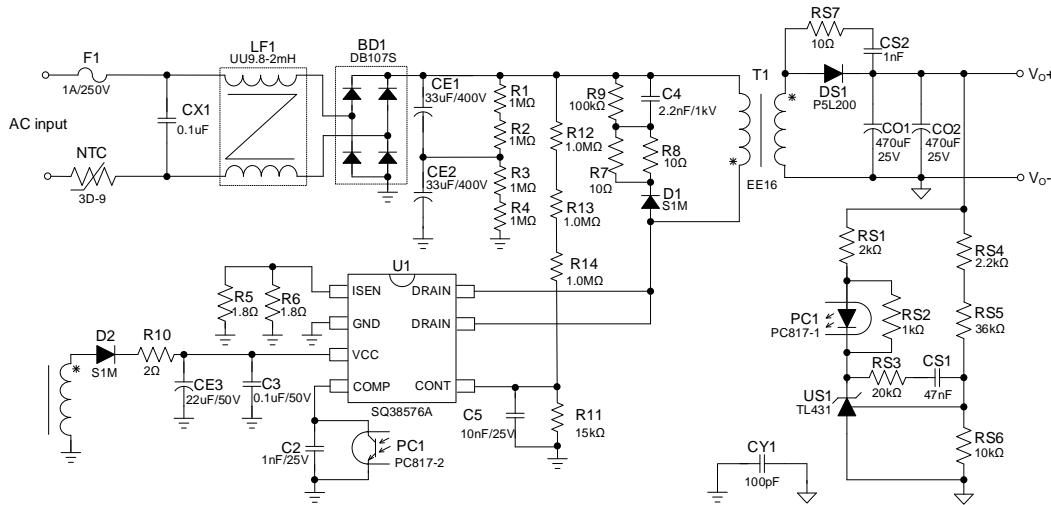 F1
1A/250V
AC input
NTC
3D-9
CX1
0.1uF
LF1
UU9.8-2mH
BD1
DB107S
CE1
33uF/400V
CE2
33uF/400V
R1
1MΩ
R2
1MΩ
R3
1MΩ
R4
1MΩ
R12
1.0MΩ
R13
1.0MΩ
R14
1.0MΩ
R9
100kΩ
C4
2.2nF/1kV
R7
10Ω
R8
10Ω
D1
S1M
T1
EE16
RS7
10Ω
CS2
1nF
DS1
P5L200
CO1
470uF
25V
CO2
470uF
25V
VO+
VO-
U1
ISEN
GND
VCC
COMP
DRAIN
DRAIN
CONT
SQ38576A
R5
1.8Ω
R6
1.8Ω
D2
S1M
R10
2Ω
CE3
22uF/50V
C3
0.1uF/50V
C2
1nF/25V
PC1
PC817-2
C5
10nF/25V
R11
15kΩ
RS1
2kΩ
PC1
PC817-1
RS2
1kΩ
RS3
20kΩ
CS1
47nF
US1
TL431
RS4
2.2kΩ
RS5
36kΩ
RS6
10kΩ
CY1
100pF